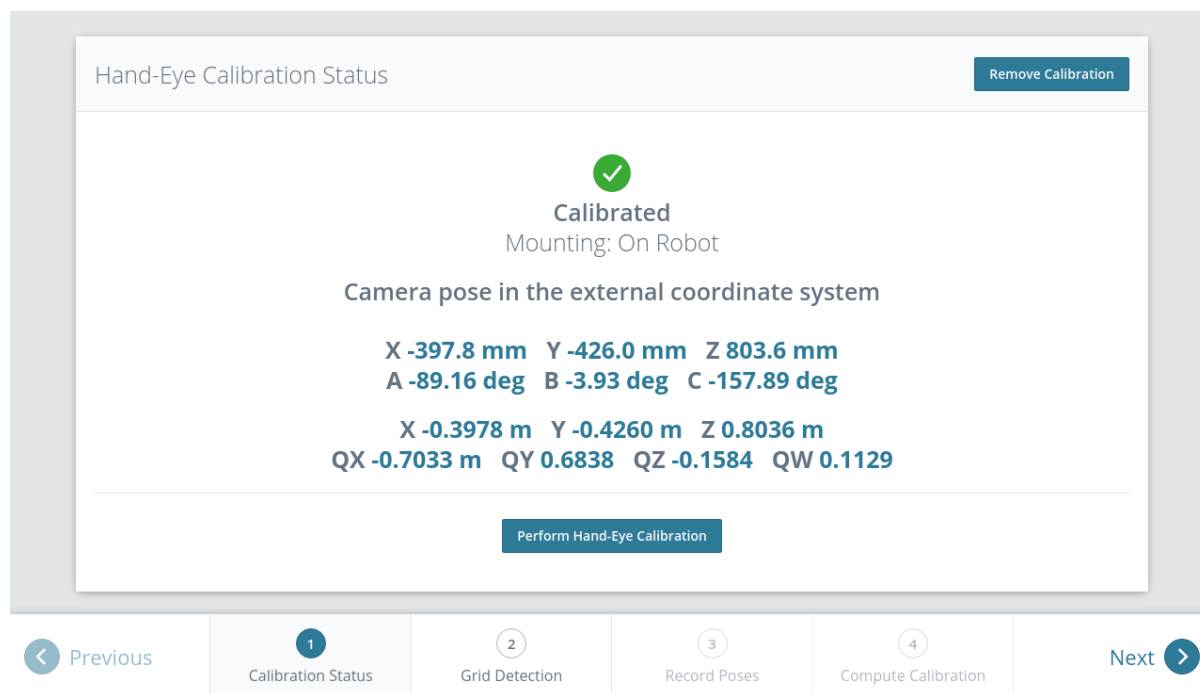 Hand-Eye Calibration Status
Remove Calibration
Calibrated
Mounting: On Robot
Camera pose in the external coordinate system
X -397.8 mm Y -426.0 mm Z 803.6 mm
A -89.16 deg B -3.93 deg C -157.89 deg
X -0.3978 m Y -0.4260 m Z 0.8036 m
QX -0.7033 m QY 0.6838 QZ -0.1584 QW 0.1129
Perform Hand-Eye Calibration
Previous
1
Calibration Status
2
Grid Detection
3
Record Poses
4
Compute Calibration
Next